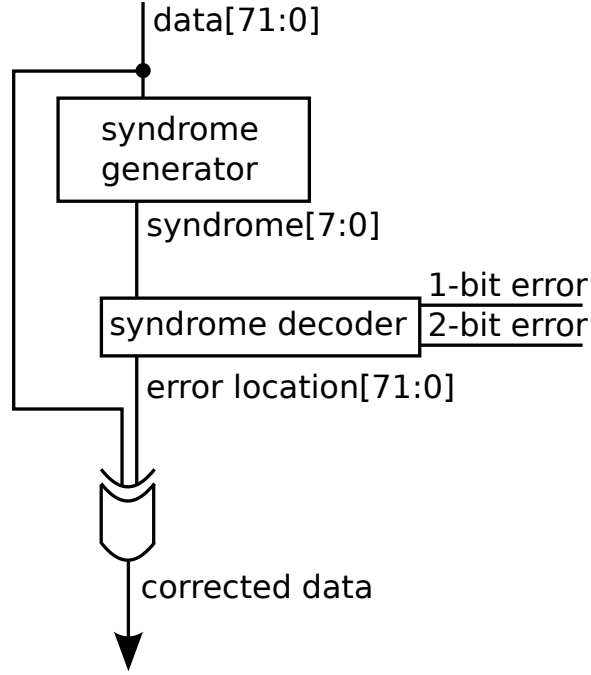 data[71:0]
syndrome
generator
syndrome[7:0]
1-bit error
syndrome decoder
2-bit error
error location[71:0]
corrected data